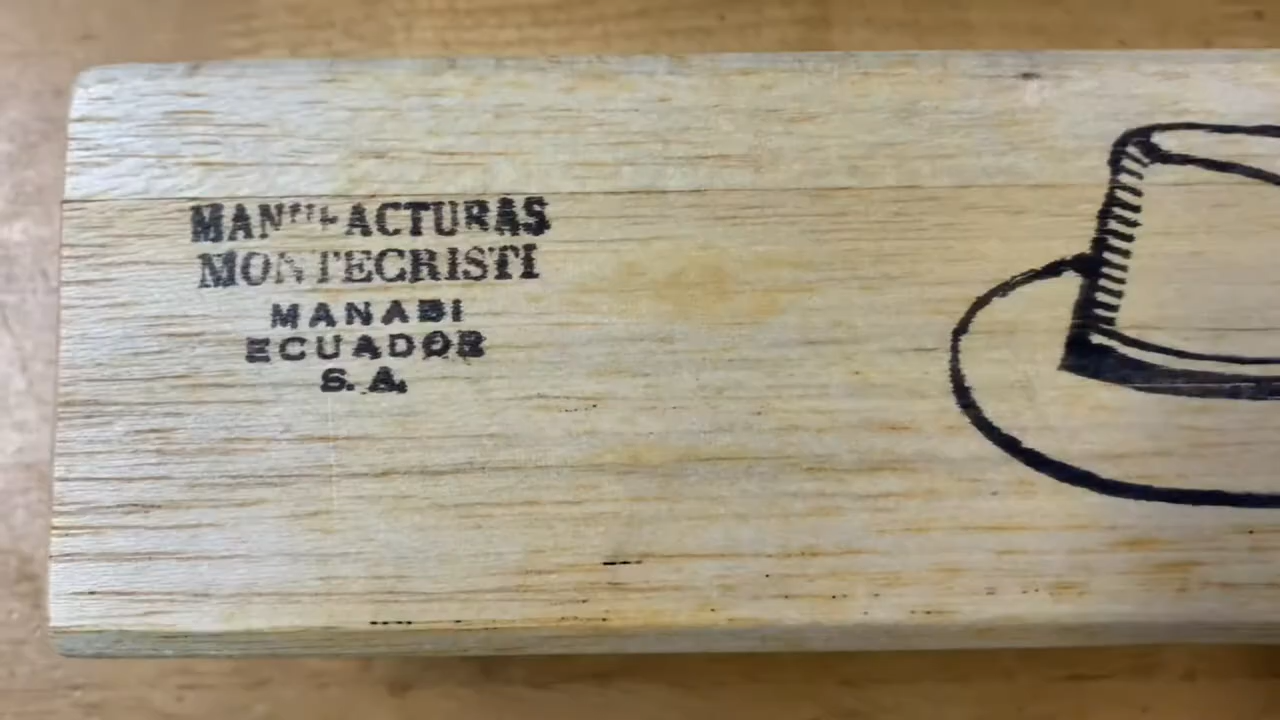 MANUFACTURAS
MONTECRISTI
MANABI
ECUADOR
S. A.